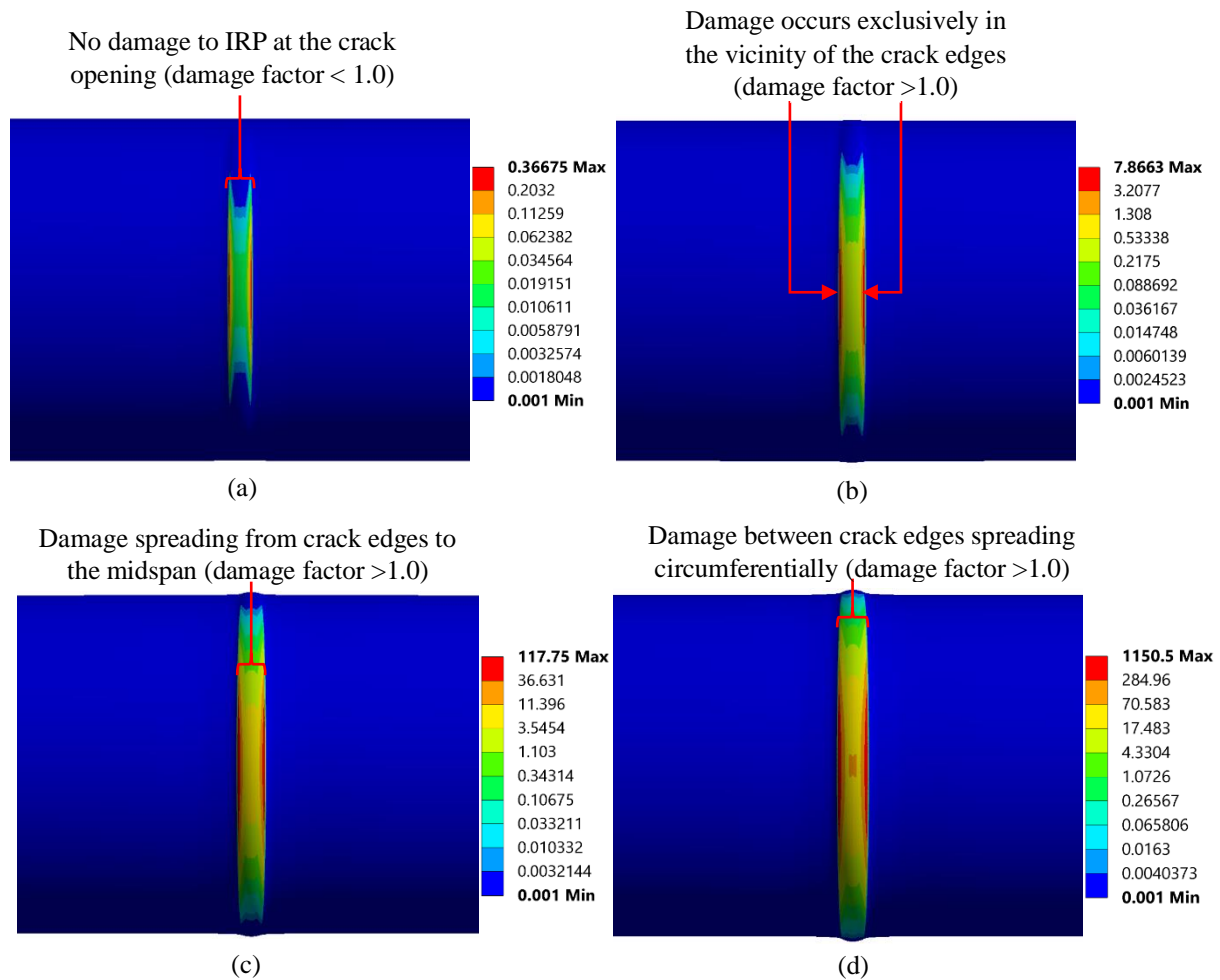 No damage to IRP at the crack
opening (damage factor < 1.0)
0.36675 Max
0.2032
0.11259
0.062382
0.034564
0.019151
0.010611
0.0058791
0.0032574
0.0018048
0.001 Min
(a)
Damage occurs exclusively in
the vicinity of the crack edges
(damage factor >1.0)
7.8663 Max
3.2077
1.308
0.53338
0.2175
0.088692
0.036167
0.014748
0.0060139
0.0024523
0.001 Min
(b)
Damage spreading from crack edges to
the midspan (damage factor >1.0)
117.75 Max
36.631
11.396
3.5454
1.103
0.34314
0.10675
0.033211
0.010332
0.0032144
0.001 Min
(c)
Damage between crack edges spreading
circumferentially (damage factor >1.0)
1150.5 Max
284.96
70.583
17.483
4.3304
1.0726
0.26567
0.065806
0.0163
0.0040373
0.001 Min
(d)